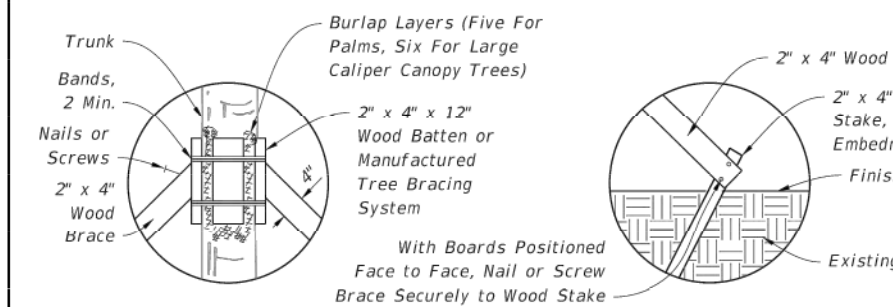 Trunk
Bands,
2 Min.
Nails or
Screws
2" x 4"
Wood
Brace
Burlap Layers (Five For
Palms, Six For Large
Caliper Canopy Trees)
2" x 4" x 12"
Wood Batten or
Manufactured
Tree Bracing
System
4"
With Boards Positioned
Face to Face, Nail or Screw
Brace Securely to Wood Stake
2" x 4" Wood
2" x 4"
Stake,
Existing